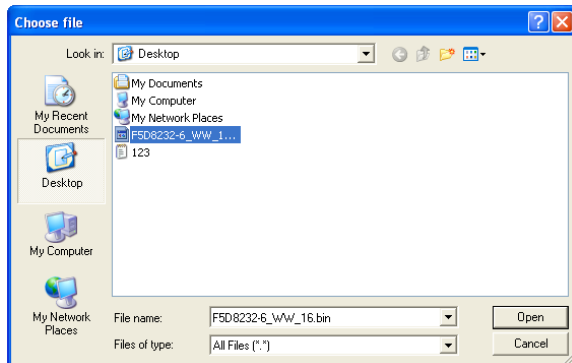 Choose file
Look in:
Desktop
My Recent
Documents
Desktop
My Computer
My Network
Places
My Documents
My Computer
My Network Places
F5D8232-6_WW_1...
123
File name:
F5D8232-6_WW_16.bin
Open
Files of type:
All Files (*.*)
Cancel